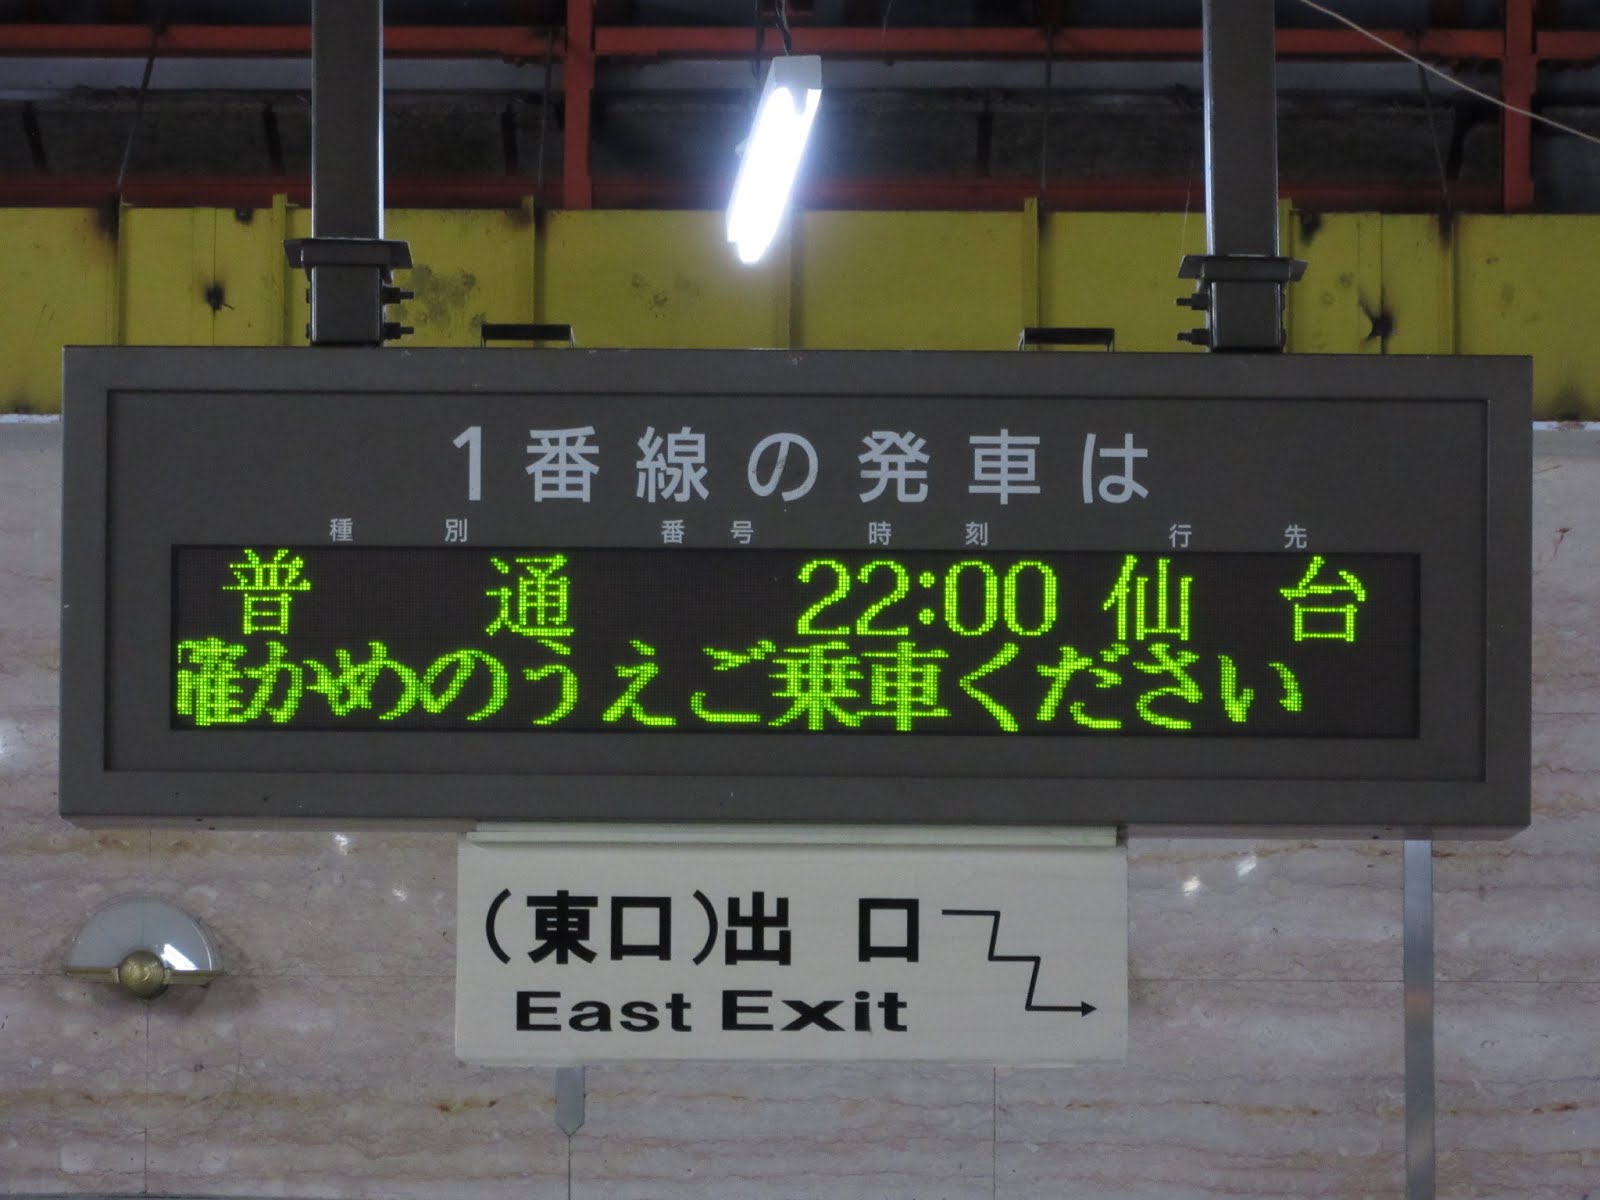 1番線の発車は
種別 番号 時刻 行先
普通 22:00 仙台
確かめのうえご乗車ください
(東口)出口
East Exit